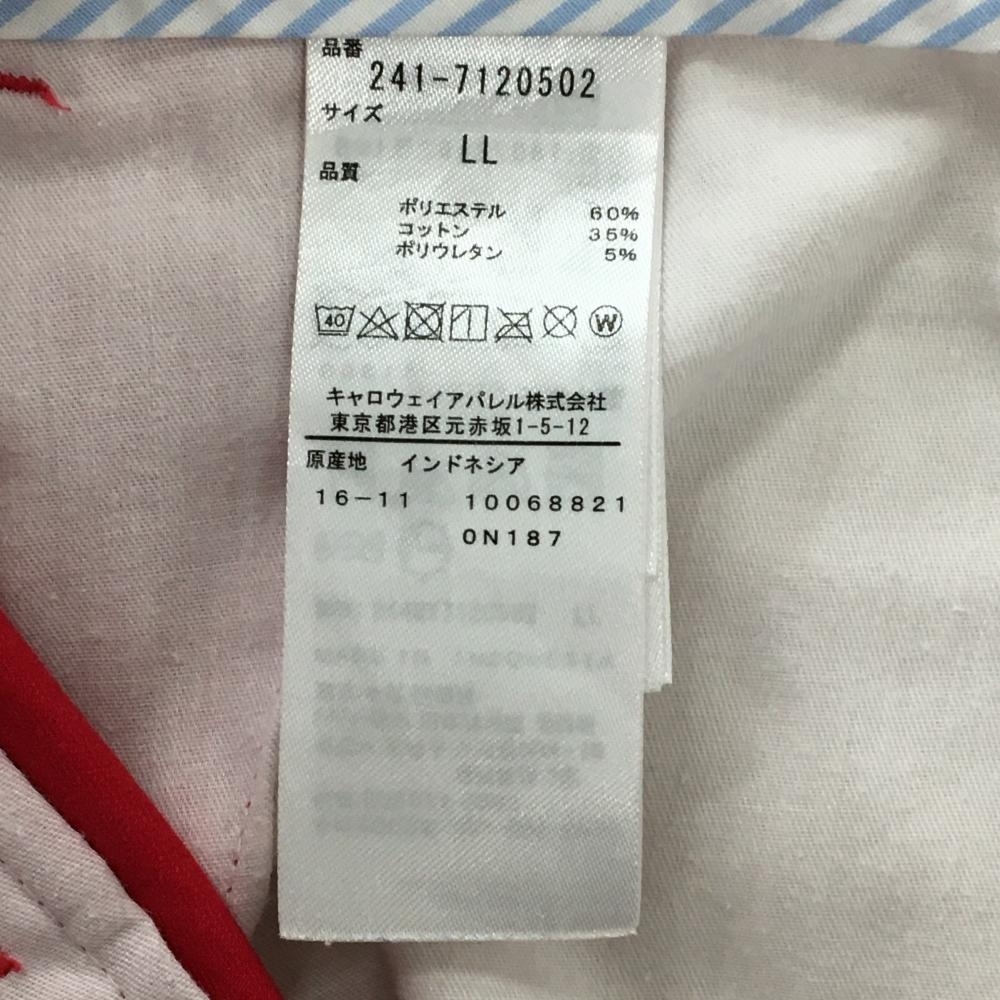 品番
241-7120502
サイズ
LL
品質
ポリエステル 60%
コットン 35%
ポリウレタン 5%
40 W
キャロウェイアパレル株式会社
東京都港区元赤坂1-5-12
原産地 インドネシア
16-11 10068821
0N187